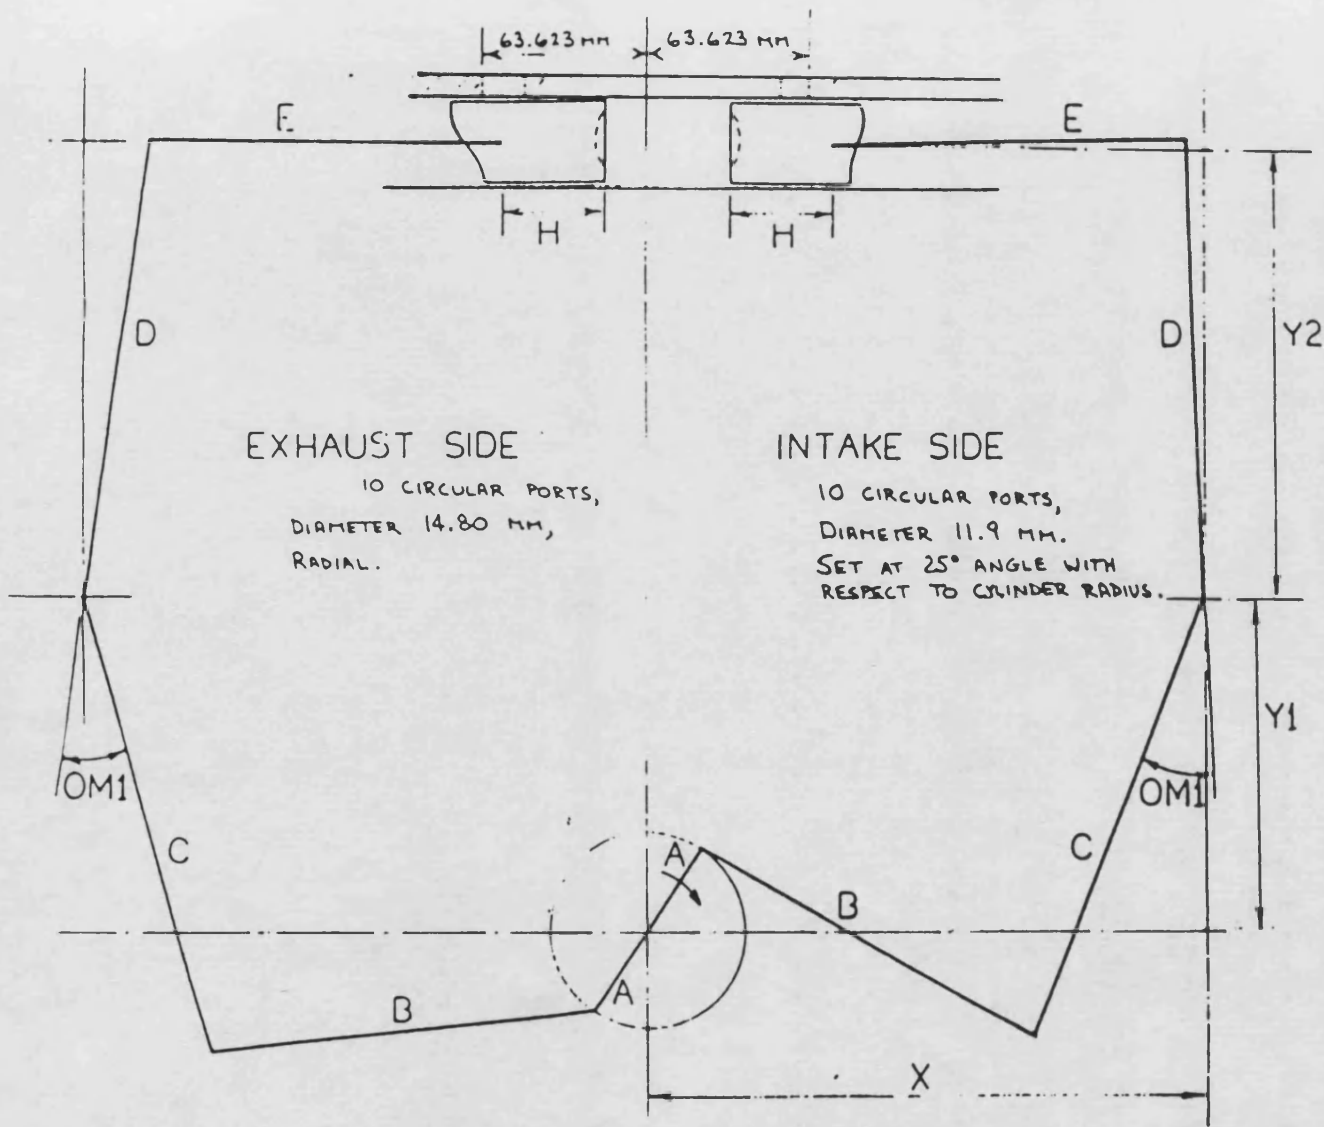 63.623 MM 63.623 MM
E E
H H
D D Y2
EXHAUST SIDE
10 CIRCULAR PORTS,
DIAMETER 14.80 MM,
RADIAL.
INTAKE SIDE
10 CIRCULAR PORTS,
DIAMETER 11.9 MM.
SET AT 25° ANGLE WITH
RESPECT TO CYLINDER RADIUS.
Y1
OM1 OM1
C A C
B
A
B
X